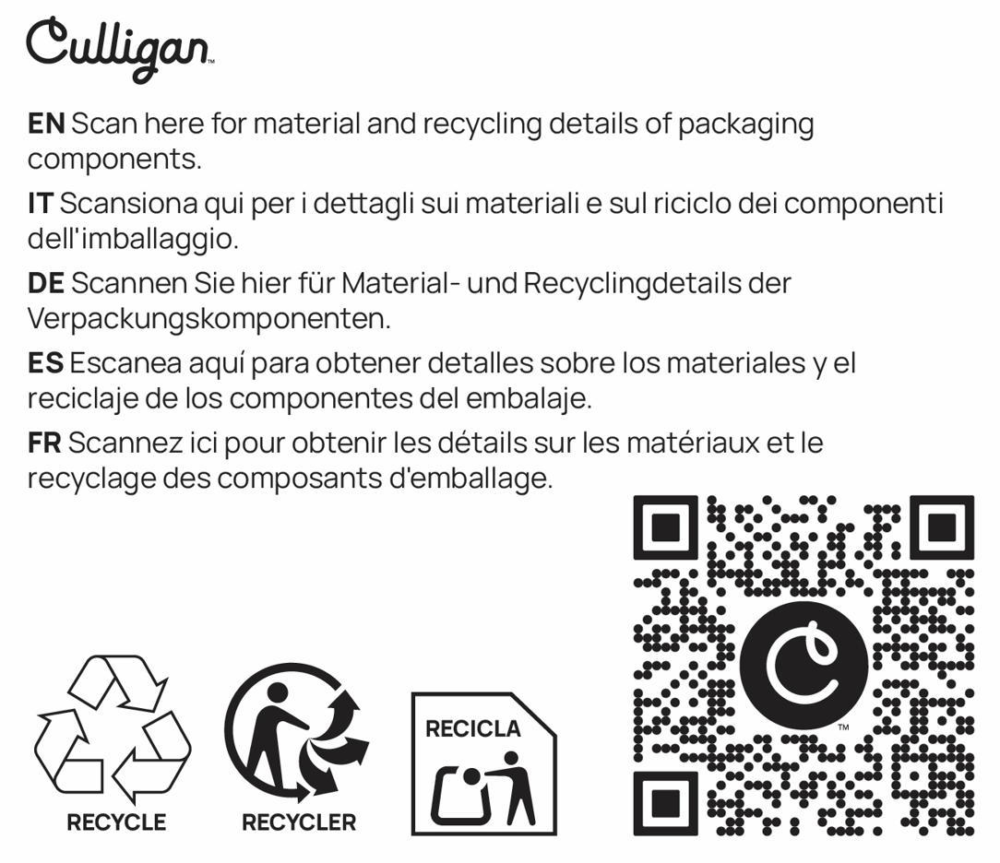 Culligan™
EN Scan here for material and recycling details of packaging
components.
IT Scansiona qui per i dettagli sui materiali e sul riciclo dei componenti
dell'imballaggio.
DE Scannen Sie hier für Material- und Recyclingdetails der
Verpackungskomponenten.
ES Escanea aquí para obtener detalles sobre los materiales y el
reciclaje de los componentes del embalaje.
FR Scannez ici pour obtenir les détails sur les matériaux et le
recyclage des composants d'emballage.
RECICLA
TM
RECYCLE
RECYCLER